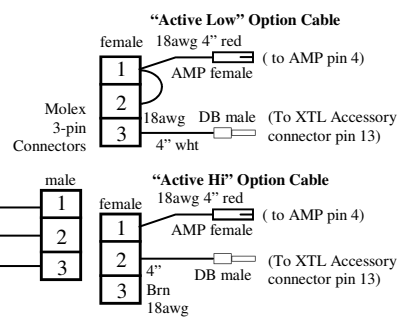 “Active Low” Option Cable
female 18awg 4” red
1 ( to AMP pin 4)
AMP female
2
Molex 18awg DB male (To XTL Accessory
3-pin 3 connector pin 13)
Connectors 4” wht
male “Active Hi” Option Cable
1 female 18awg 4” red
1 ( to AMP pin 4)
2 AMP female
2 4” DB male (To XTL Accessory
3 connector pin 13)
3 Brn
18awg